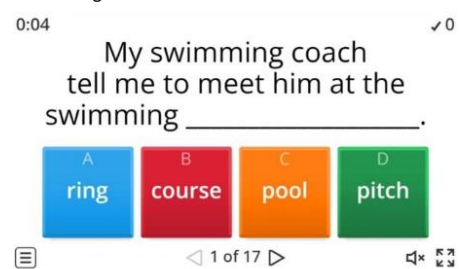 0:04
✓ 0
My swimming coach
tell me to meet him at the
swimming ____________________.
A
ring
B
course
C
pool
D
pitch
1 of 17